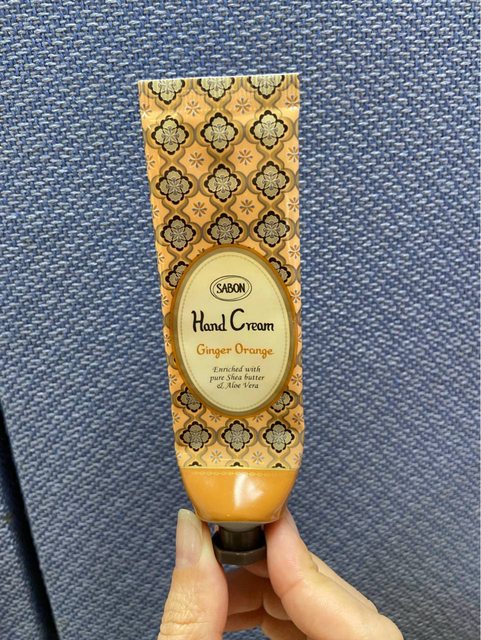 SABON
Hand Cream
Ginger Orange
Enriched with
pure Shea butter
& Aloe Vera